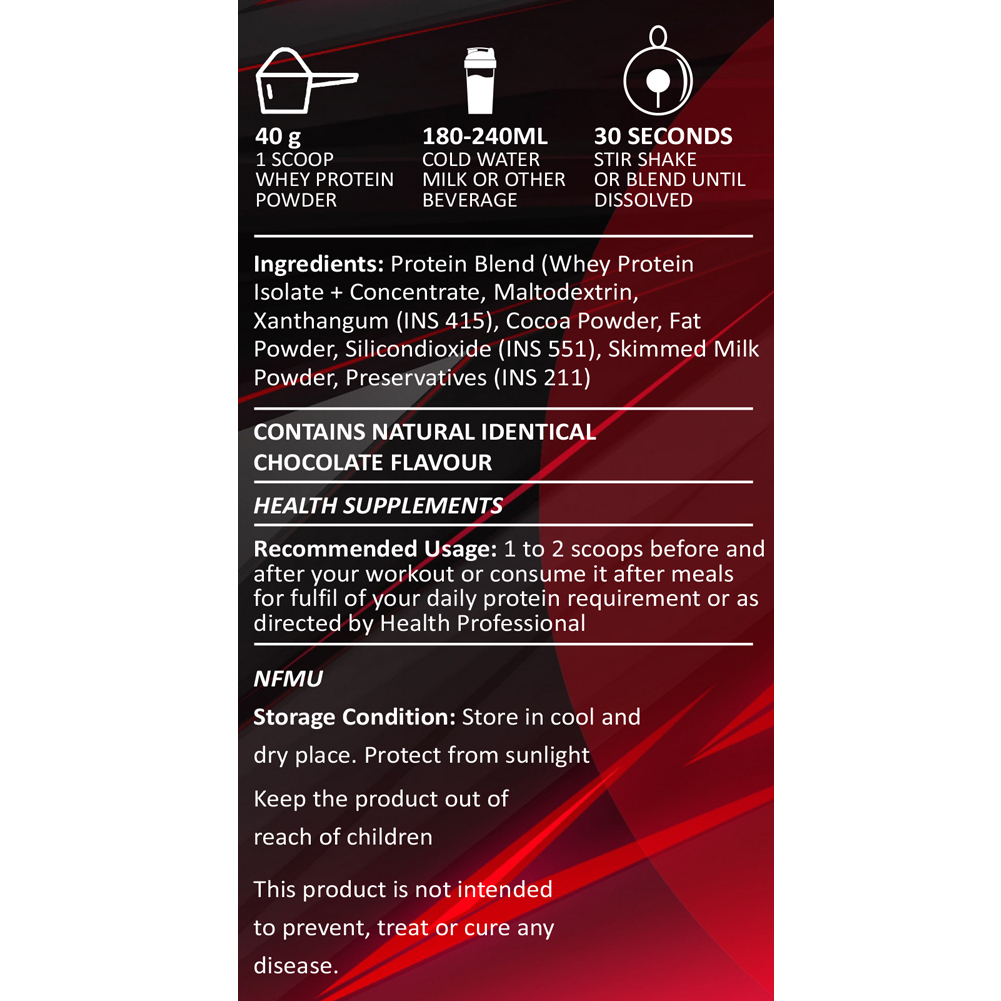 40 g
1 SCOOP
WHEY PROTEIN
POWDER
180-240ML
COLD WATER
MILK OR OTHER
BEVERAGE
30 SECONDS
STIR SHAKE
OR BLEND UNTIL
DISSOLVED
Ingredients: Protein Blend (Whey Protein
Isolate + Concentrate, Maltodextrin,
Xanthangum (INS 415), Cocoa Powder, Fat
Powder, Silicondioxide (INS 551), Skimmed Milk
Powder, Preservatives (INS 211)
CONTAINS NATURAL IDENTICAL
CHOCOLATE FLAVOUR
HEALTH SUPPLEMENTS
Recommended Usage: 1 to 2 scoops before and
after your workout or consume it after meals
for fulfil of your daily protein requirement or as
directed by Health Professional
NFMU
Storage Condition: Store in cool and
dry place. Protect from sunlight
Keep the product out of
reach of children
This product is not intended
to prevent, treat or cure any
disease.